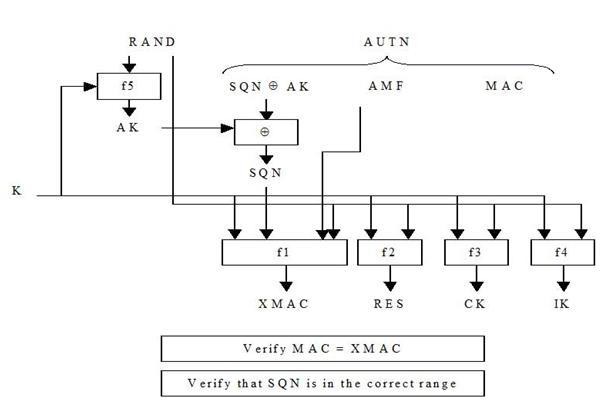 RAND AUTN
f5 SQN ⊕ AK AMF MAC
AK ⊕
SQN
K
f1 f2 f3 f4
XMAC RES CK IK
Verify MAC = XMAC
Verify that SQN is in the correct range